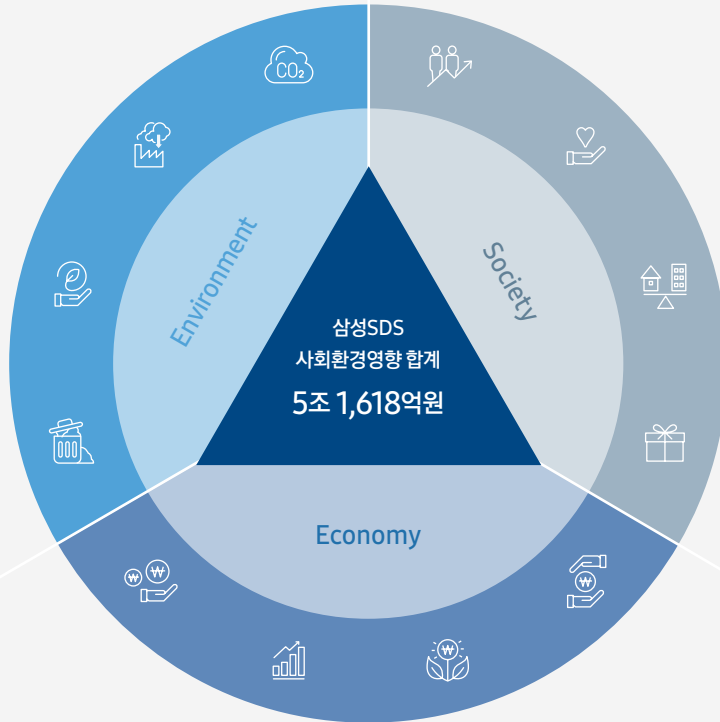 CO₂
Environment
Society
삼성SDS
사회환경영향 합계
5조 1,618억원
Economy
₩
₩
₩
₩